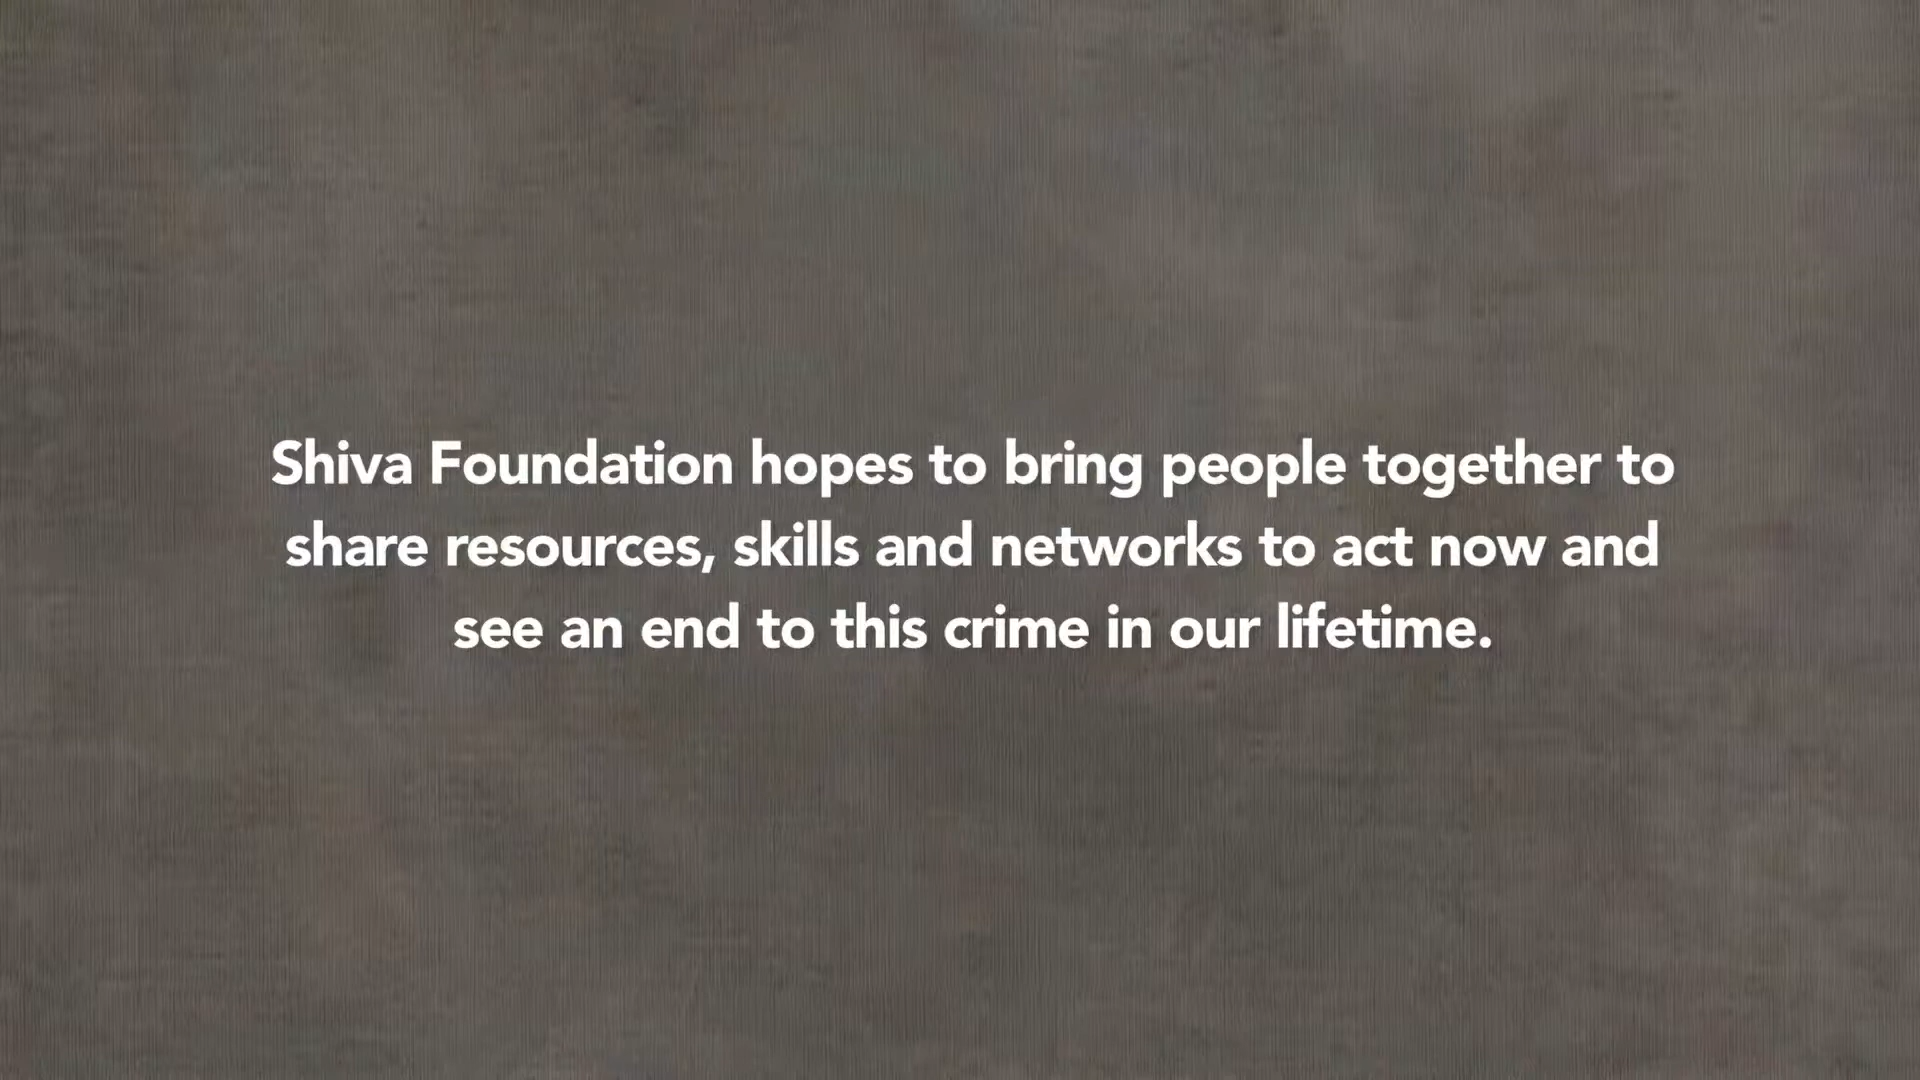 Shiva Foundation hopes to bring people together to
share resources, skills and networks to act now and
see an end to this crime in our lifetime.